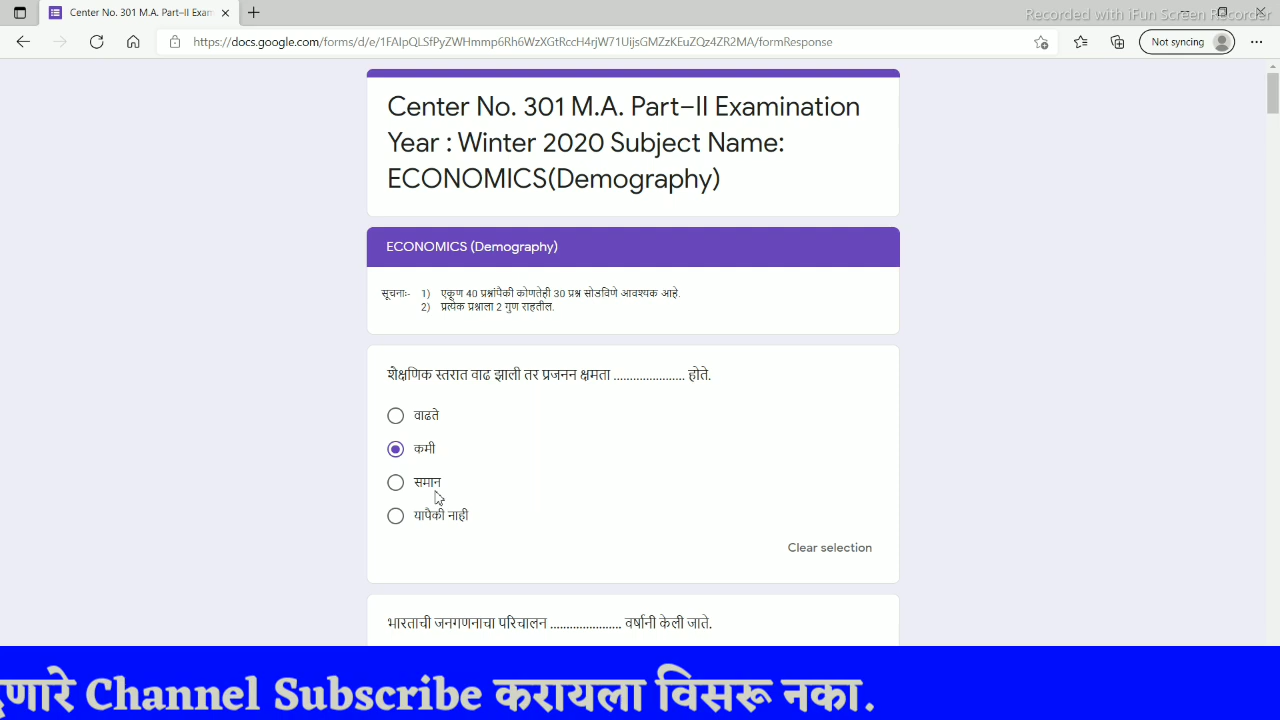 Center No. 301 M.A. Part–II Exam
Recorded with iFun Screen Recorder
https://docs.google.com/forms/d/e/1FAIpQLSfPyZWHmmp6Rh6WzXGtRccH4rjW71UijsGMZzKEuZQz4ZR2MA/formResponse
Not syncing
Center No. 301 M.A. Part–II Examination
Year : Winter 2020 Subject Name:
ECONOMICS(Demography)
ECONOMICS (Demography)
सूचनाः- 1) एकूण 40 प्रश्नांपैकी कोणतेही 30 प्रश्न सोडविणे आवश्यक आहे.
2) प्रत्येक प्रश्नाला 2 गुण राहतील.
शैक्षणिक स्तरात वाढ झाली तर प्रजनन क्षमता ...................... होते.
वाढते
कमी
समान
यापैकी नाही
Clear selection
भारताची जनगणनाचा परिचालन ...................... वर्षानी केली जाते.
णारे Channel Subscribe करायला विसरू नका.